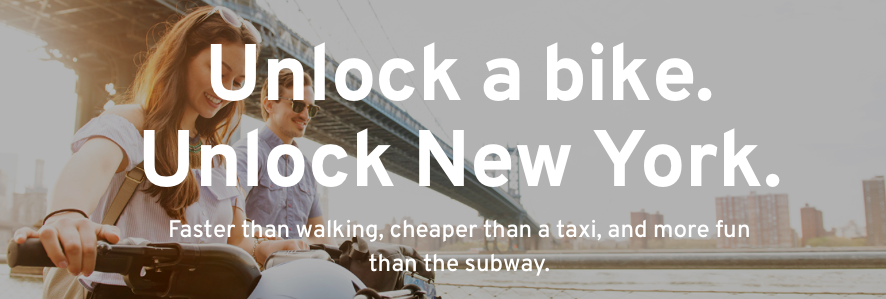 Unlock a bike.
Unlock New York.
Faster than walking, cheaper than a taxi, and more fun
than the subway.